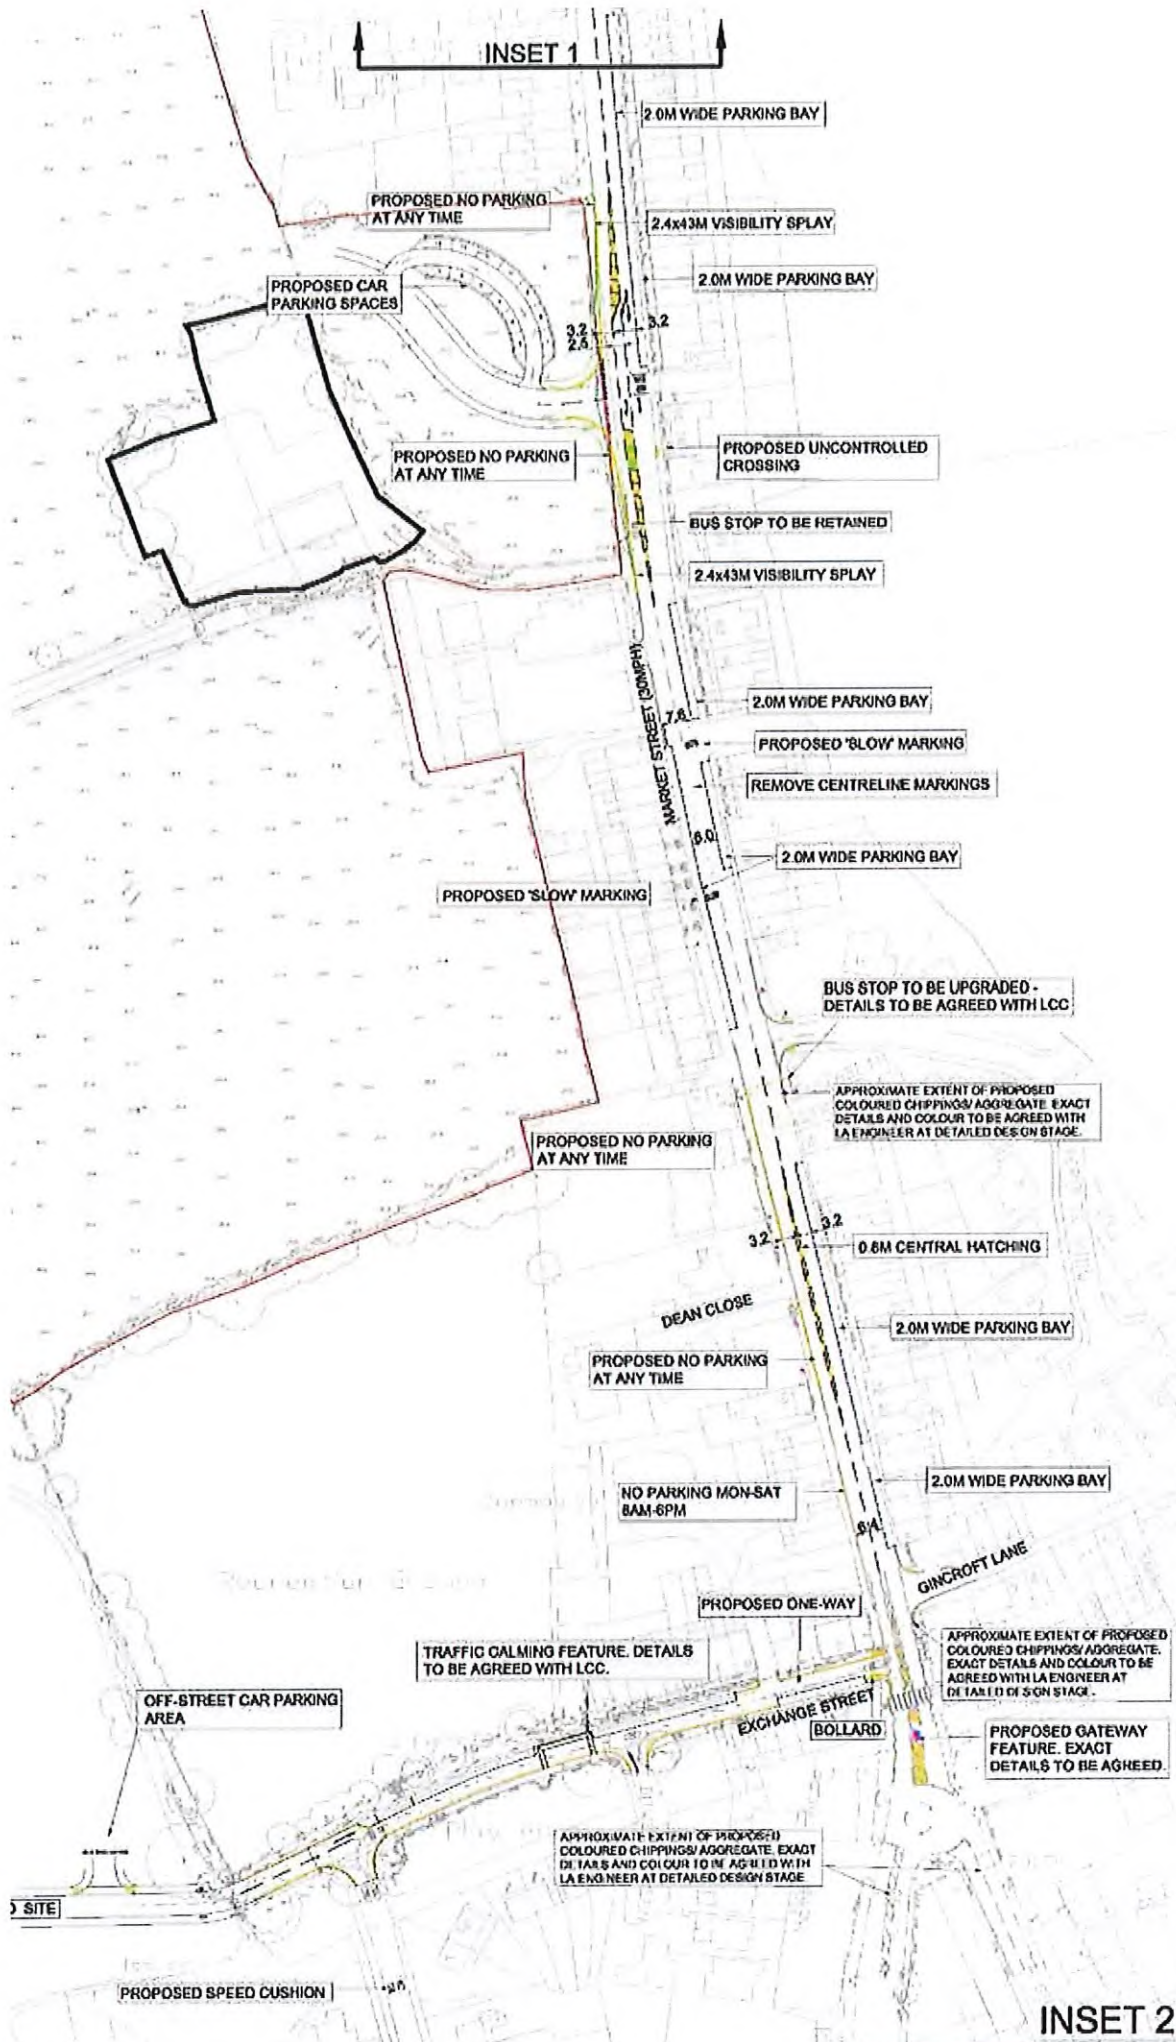 INSET 1
2.0M WIDE PARKING BAY
PROPOSED NO PARKING
AT ANY TIME
2.4x43M VISIBILITY SPLAY
PROPOSED CAR
PARKING SPACES
2.0M WIDE PARKING BAY
3.2
3.2
2.5
PROPOSED NO PARKING
AT ANY TIME
PROPOSED UNCONTROLLED
CROSSING
BUS STOP TO BE RETAINED
2.4x43M VISIBILITY SPLAY
MARKET STREET (30MPH)
2.0M WIDE PARKING BAY
7.6
PROPOSED 'SLOW' MARKING
REMOVE CENTRELINE MARKINGS
6.0
2.0M WIDE PARKING BAY
PROPOSED 'SLOW' MARKING
BUS STOP TO BE UPGRADED -
DETAILS TO BE AGREED WITH LCC
APPROXIMATE EXTENT OF PROPOSED
COLOURED CHIPPINGS/AGGREGATE. EXACT
DETAILS AND COLOUR TO BE AGREED WITH
LA ENGINEER AT DETAILED DESIGN STAGE.
PROPOSED NO PARKING
AT ANY TIME
3.2
3.2
0.6M CENTRAL HATCHING
DEAN CLOSE
2.0M WIDE PARKING BAY
PROPOSED NO PARKING
AT ANY TIME
2.0M WIDE PARKING BAY
NO PARKING MON-SAT
8AM-6PM
6.4
Recreation Ground
GINCROFT LANE
PROPOSED ONE-WAY
APPROXIMATE EXTENT OF PROPOSED
COLOURED CHIPPINGS/AGGREGATE.
EXACT DETAILS AND COLOUR TO BE
AGREED WITH LA ENGINEER AT
DETAILED DESIGN STAGE.
TRAFFIC CALMING FEATURE. DETAILS
TO BE AGREED WITH LCC.
OFF-STREET CAR PARKING
AREA
EXCHANGE STREET
BOLLARD
PROPOSED GATEWAY
FEATURE. EXACT
DETAILS TO BE AGREED.
APPROXIMATE EXTENT OF PROPOSED
COLOURED CHIPPINGS/AGGREGATE. EXACT
DETAILS AND COLOUR TO BE AGREED WITH
LA ENGINEER AT DETAILED DESIGN STAGE
SITE
PROPOSED SPEED CUSHION
INSET 2